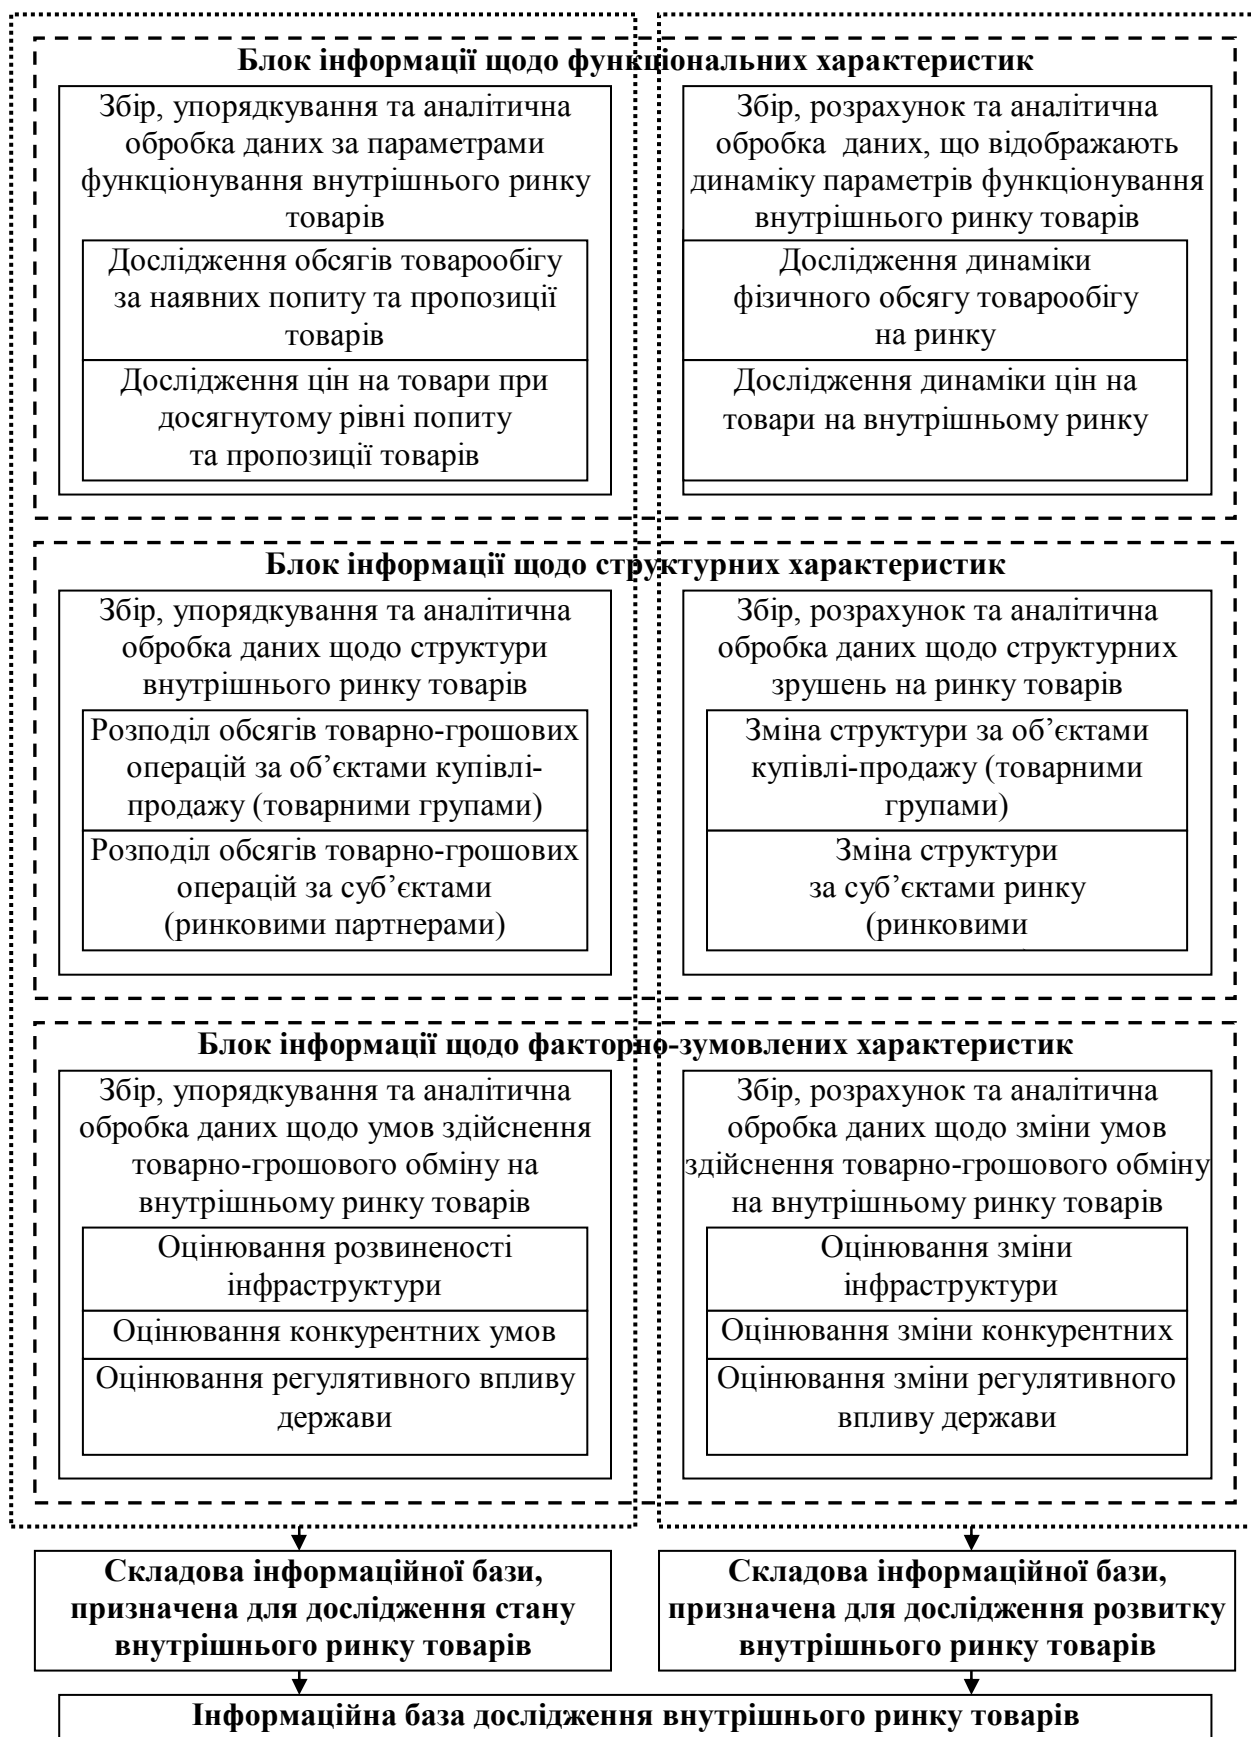 Блок інформації щодо функціональних характеристик
Збір, упорядкування та аналітична
обробка даних за параметрами
функціонування внутрішнього ринку
товарів
Дослідження обсягів товарообігу
за наявних попиту та пропозиції
товарів
Дослідження цін на товари при
досягнутому рівні попиту
та пропозиції товарів
Збір, розрахунок та аналітична
обробка даних, що відображають
динаміку параметрів функціонування
внутрішнього ринку товарів
Дослідження динаміки
фізичного обсягу товарообігу
на ринку
Дослідження динаміки цін на
товари на внутрішньому ринку
Блок інформації щодо структурних характеристик
Збір, упорядкування та аналітична
обробка даних щодо структури
внутрішнього ринку товарів
Розподіл обсягів товарно-грошових
операцій за об’єктами купівлі-
продажу (товарними групами)
Розподіл обсягів товарно-грошових
операцій за суб’єктами
(ринковими партнерами)
Збір, розрахунок та аналітична
обробка даних щодо структурних
зрушень на ринку товарів
Зміна структури за об’єктами
купівлі-продажу (товарними
групами)
Зміна структури
за суб’єктами ринку
(ринковими
Блок інформації щодо факторно-зумовлених характеристик
Збір, упорядкування та аналітична
обробка даних щодо умов здійснення
товарно-грошового обміну на
внутрішньому ринку товарів
Оцінювання розвиненості
інфраструктури
Оцінювання конкурентних умов
Оцінювання регулятивного впливу
держави
Збір, розрахунок та аналітична
обробка даних щодо зміни умов
здійснення товарно-грошового обміну
на внутрішньому ринку товарів
Оцінювання зміни
інфраструктури
Оцінювання зміни конкурентних
Оцінювання зміни регулятивного
впливу держави
Складова інформаційної бази,
призначена для дослідження стану
внутрішнього ринку товарів
Складова інформаційної бази,
призначена для дослідження розвитку
внутрішнього ринку товарів
Інформаційна база дослідження внутрішнього ринку товарів